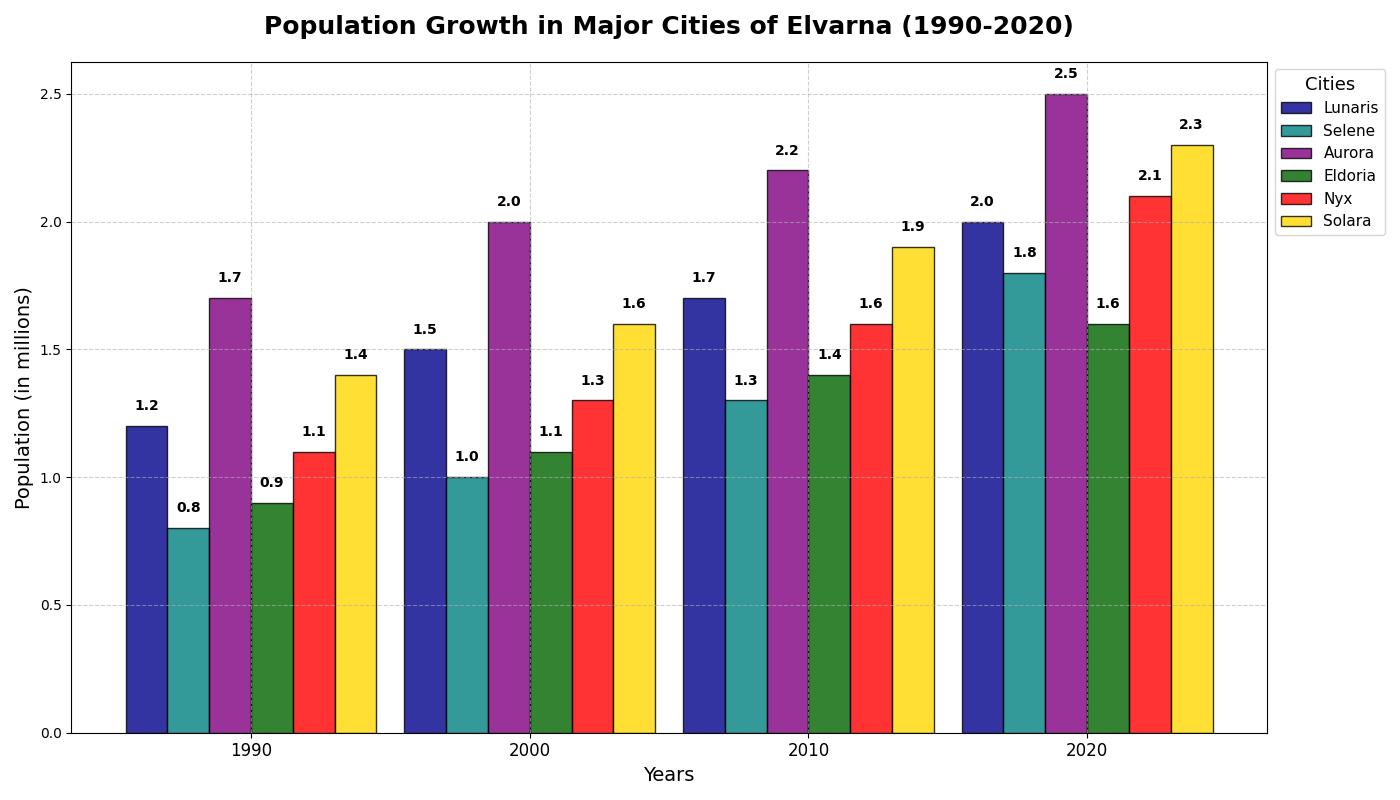 Population Growth in Major Cities of Elvarna (1990-2020)
Cities
Lunaris
Selene
Aurora
Eldoria
Nyx
Solara
Population (in millions)
2.5
2.0
1.5
1.0
0.5
0.0
1.2
0.8
1.7
0.9
1.1
1.4
1.5
1.0
2.0
1.1
1.3
1.6
1.7
1.3
2.2
1.4
1.6
1.9
2.0
1.8
2.5
1.6
2.1
2.3
1990 2000 2010 2020
Years